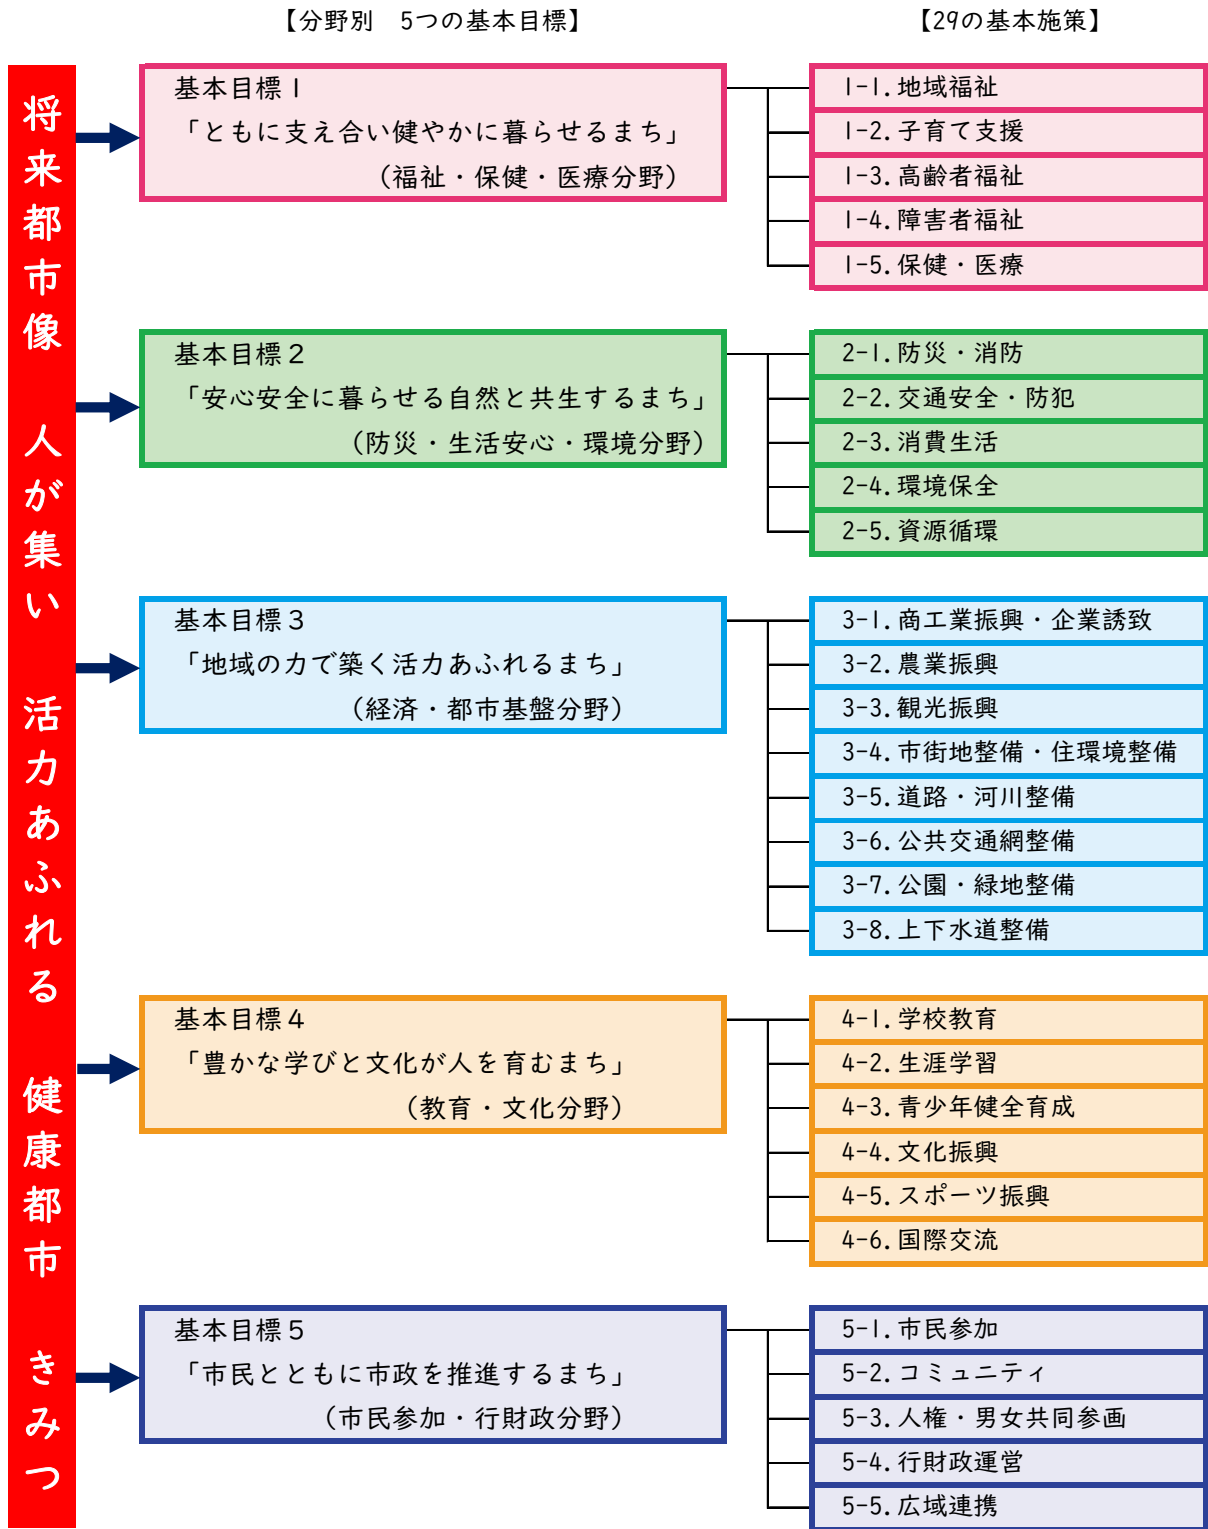 【分野別　5つの基本目標】
【29の基本施策】
将来都市像　人が集い　活力あふれる　健康都市　きみつ
基本目標1
「ともに支え合い健やかに暮らせるまち」
（福祉・保健・医療分野）
1-1.地域福祉
1-2.子育て支援
1-3.高齢者福祉
1-4.障害者福祉
1-5.保健・医療
基本目標2
「安心安全に暮らせる自然と共生するまち」
（防災・生活安心・環境分野）
2-1.防災・消防
2-2.交通安全・防犯
2-3.消費生活
2-4.環境保全
2-5.資源循環
基本目標3
「地域の力で築く活力あふれるまち」
（経済・都市基盤分野）
3-1.商工業振興・企業誘致
3-2.農業振興
3-3.観光振興
3-4.市街地整備・住環境整備
3-5.道路・河川整備
3-6.公共交通網整備
3-7.公園・緑地整備
3-8.上下水道整備
基本目標4
「豊かな学びと文化が人を育むまち」
（教育・文化分野）
4-1.学校教育
4-2.生涯学習
4-3.青少年健全育成
4-4.文化振興
4-5.スポーツ振興
4-6.国際交流
基本目標5
「市民とともに市政を推進するまち」
（市民参加・行財政分野）
5-1.市民参加
5-2.コミュニティ
5-3.人権・男女共同参画
5-4.行財政運営
5-5.広域連携